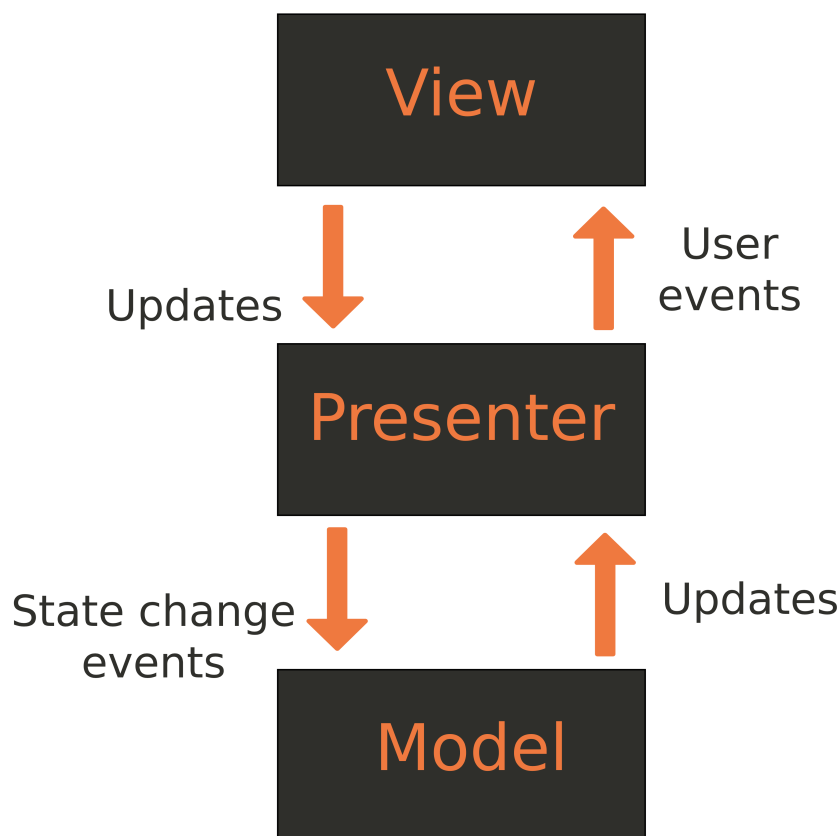 View
User
events
Updates
Presenter
State change
events
Updates
Model